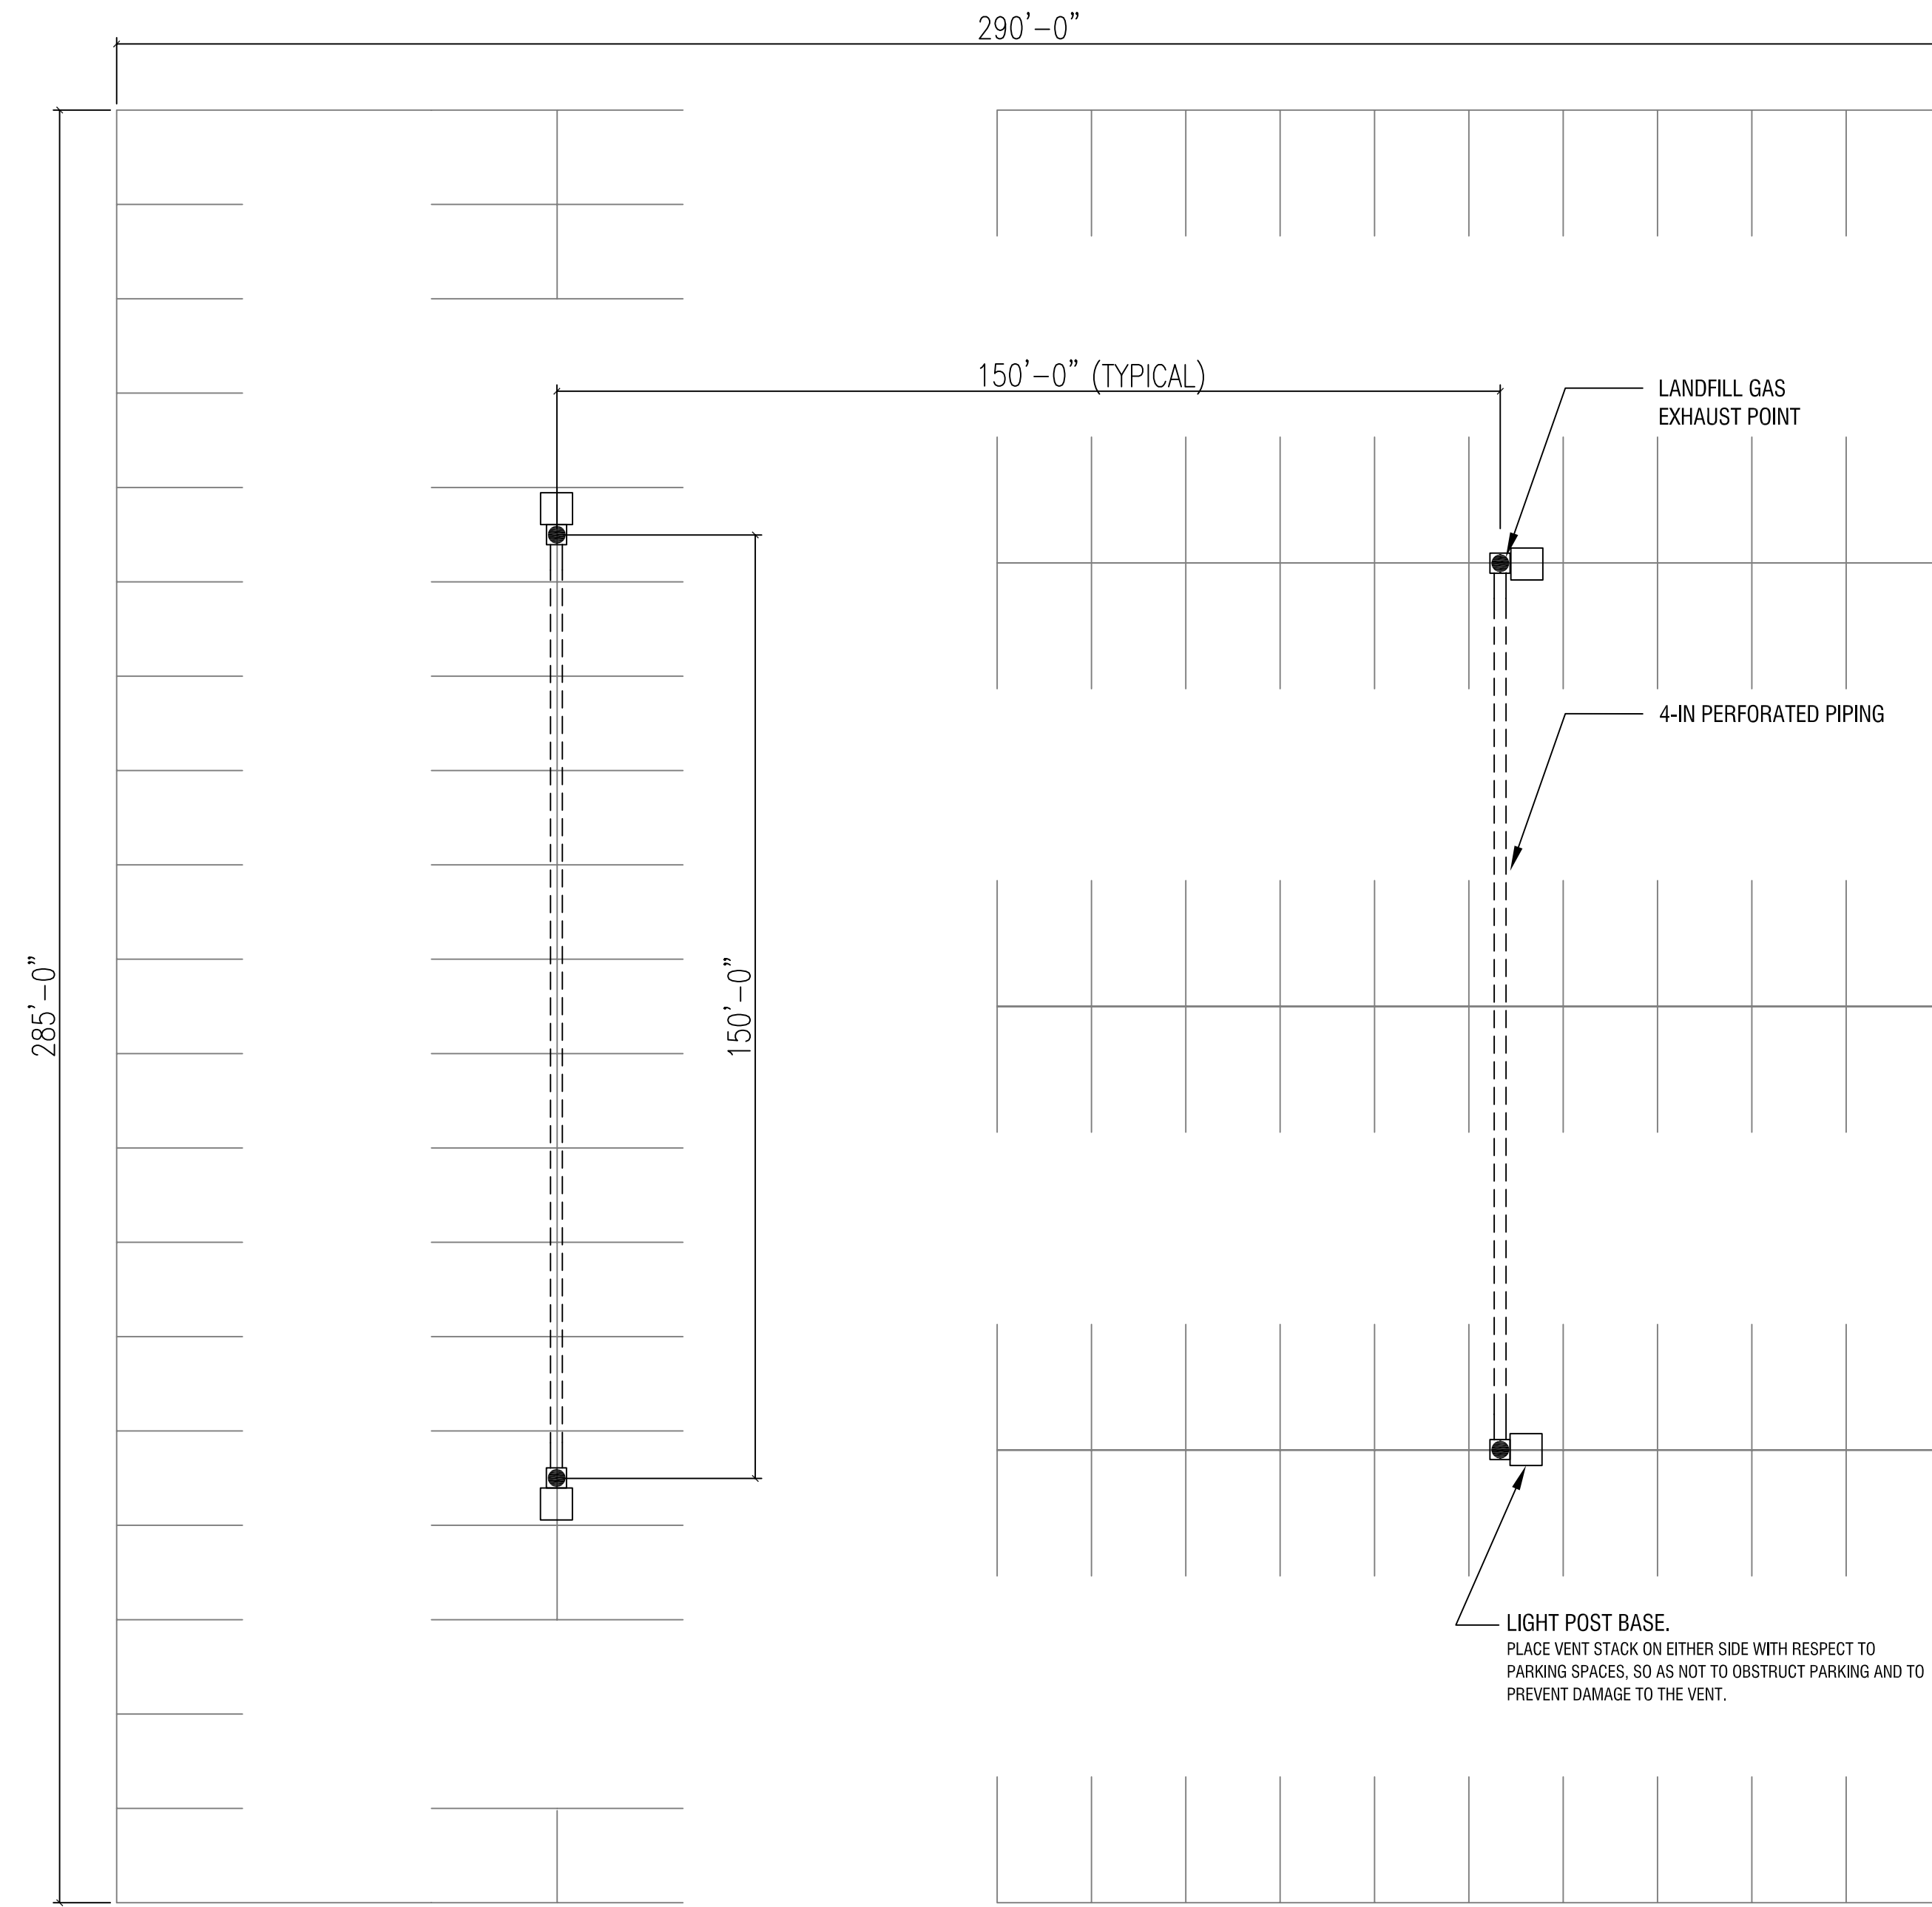 290'-0"
150'-0" (TYPICAL)
LANDFILL GAS
EXHAUST POINT
4-IN PERFORATED PIPING
285'-0"
150'-0"
LIGHT POST BASE.
PLACE VENT STACK ON EITHER SIDE WITH RESPECT TO
PARKING SPACES, SO AS NOT TO OBSTRUCT PARKING AND TO
PREVENT DAMAGE TO THE VENT.